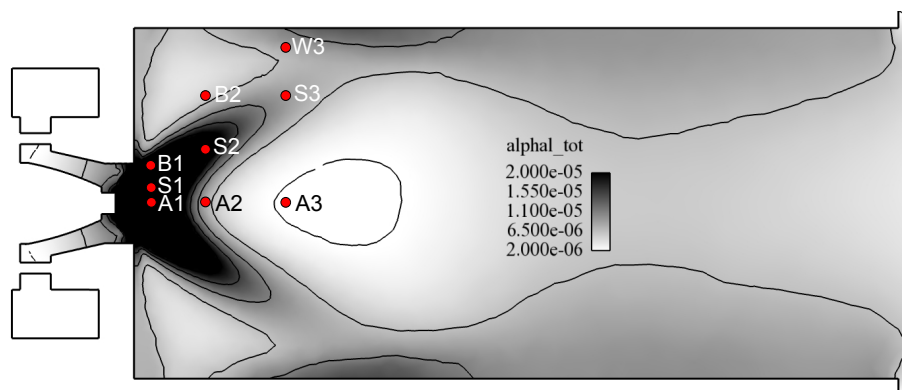 W3
B2
S3
S2
B1
S1
A1
A2
A3
alphal_tot
2.000e-05
1.550e-05
1.100e-05
6.500e-06
2.000e-06